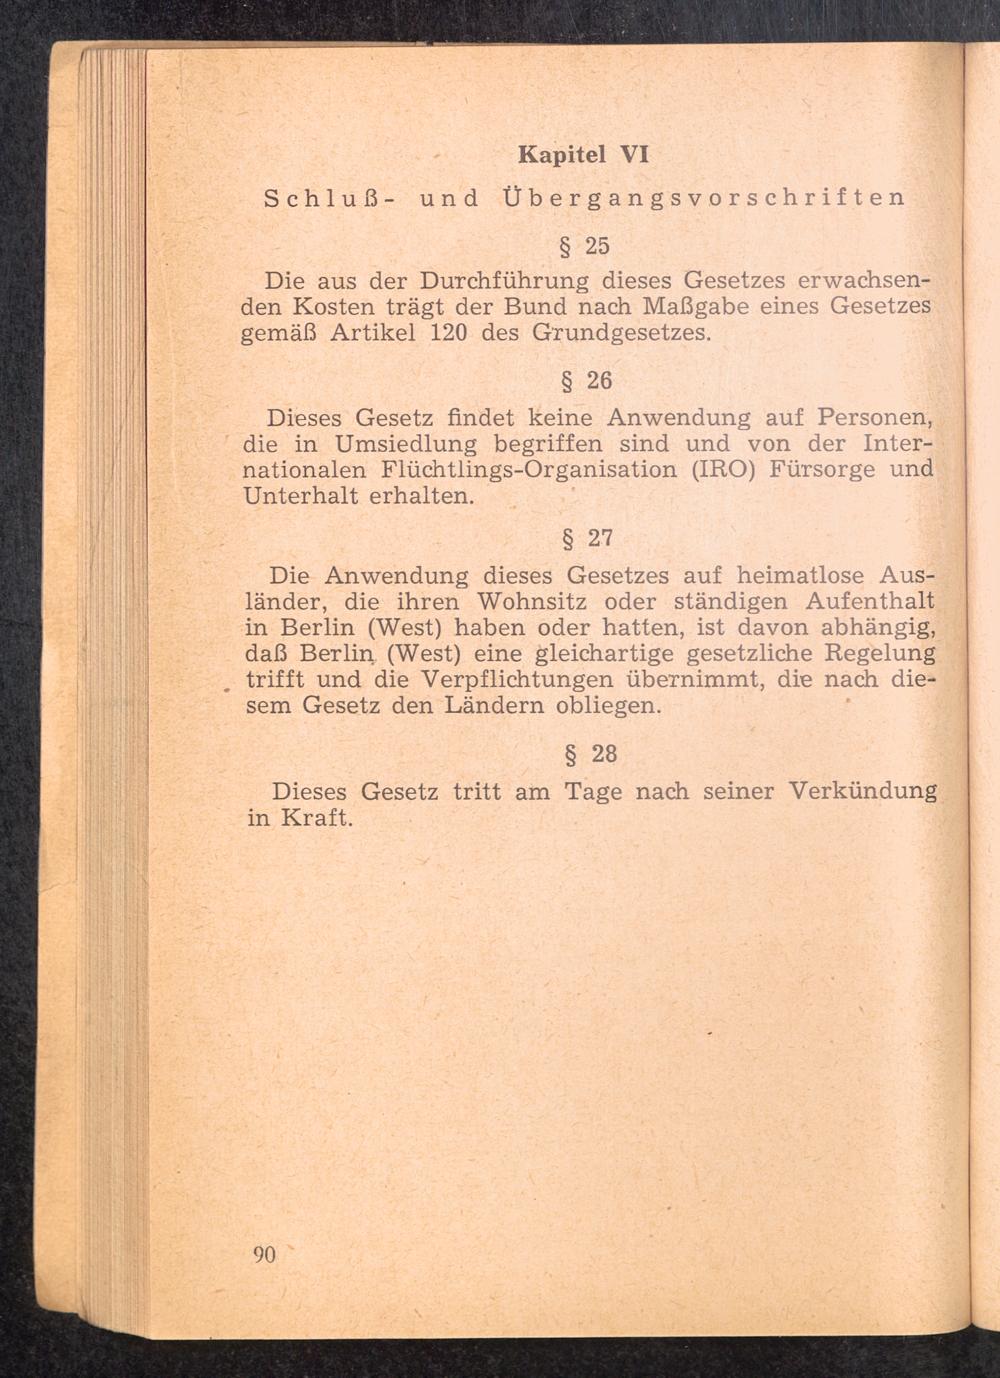 Kapitel VI
Schluß- und Übergangsvorschriften
§ 25
Die aus der Durchführung dieses Gesetzes erwachsen-
den Kosten trägt der Bund nach Maßgabe eines Gesetzes
gemäß Artikel 120 des Grundgesetzes.
§ 26
Dieses Gesetz findet keine Anwendung auf Personen,
die in Umsiedlung begriffen sind und von der Inter-
nationalen Flüchtlings-Organisation (IRO) Fürsorge und
Unterhalt erhalten.
§ 27
Die Anwendung dieses Gesetzes auf heimatlose Aus-
länder, die ihren Wohnsitz oder ständigen Aufenthalt
in Berlin (West) haben oder hatten, ist davon abhängig,
daß Berlin (West) eine gleichartige gesetzliche Regelung
trifft und die Verpflichtungen übernimmt, die nach die-
sem Gesetz den Ländern obliegen.
§ 28
Dieses Gesetz tritt am Tage nach seiner Verkündung
in Kraft.
90